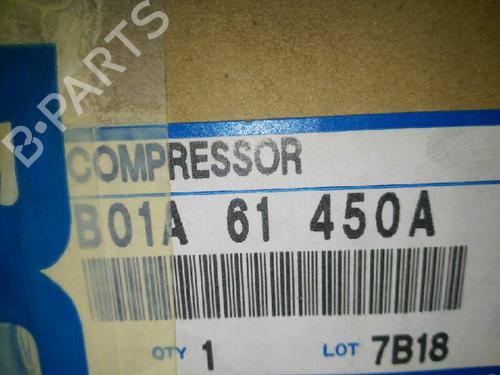 B·PARTS
COMPRESSOR
B01A 61 450A
QTY 1 LOT 7B18